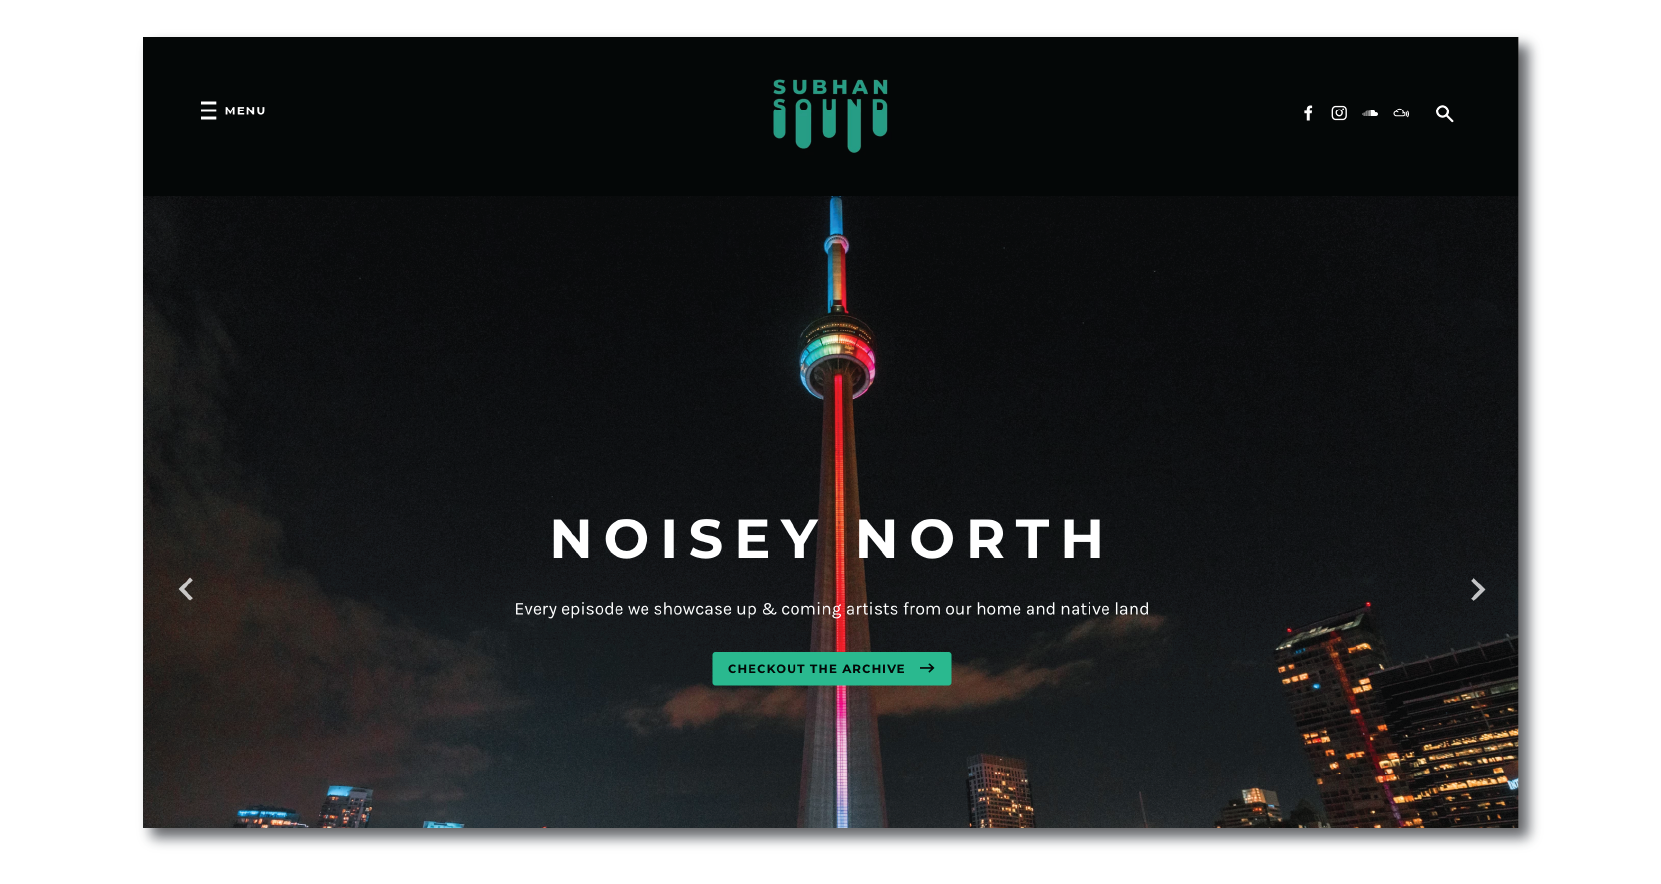 MENU
SUBHAN
SOUND
NOISEY NORTH
Every episode we showcase up & coming artists from our home and native land
CHECKOUT THE ARCHIVE